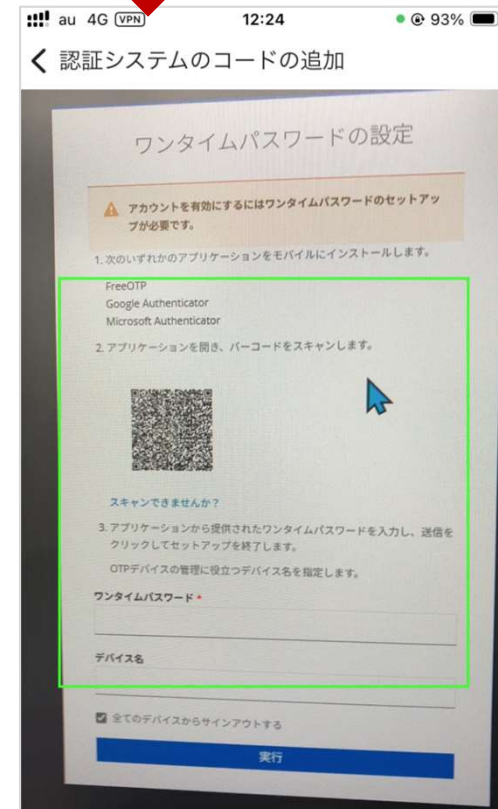 au 4G VPN 12:24 93%
認証システムのコードの追加
ワンタイムパスワードの設定
アカウントを有効にするにはワンタイムパスワードのセットアッ
プが必要です。
1. 次のいずれかのアプリケーションをモバイルにインストールします。
FreeOTP
Google Authenticator
Microsoft Authenticator
2. アプリケーションを開き、バーコードをスキャンします。
スキャンできませんか?
3. アプリケーションから提供されたワンタイムパスワードを入力し、送信を
クリックしてセットアップを終了します。
OTPデバイスの管理に役立つデバイス名を指定します。
ワンタイムパスワード *
デバイス名
全てのデバイスからサインアウトする
実行